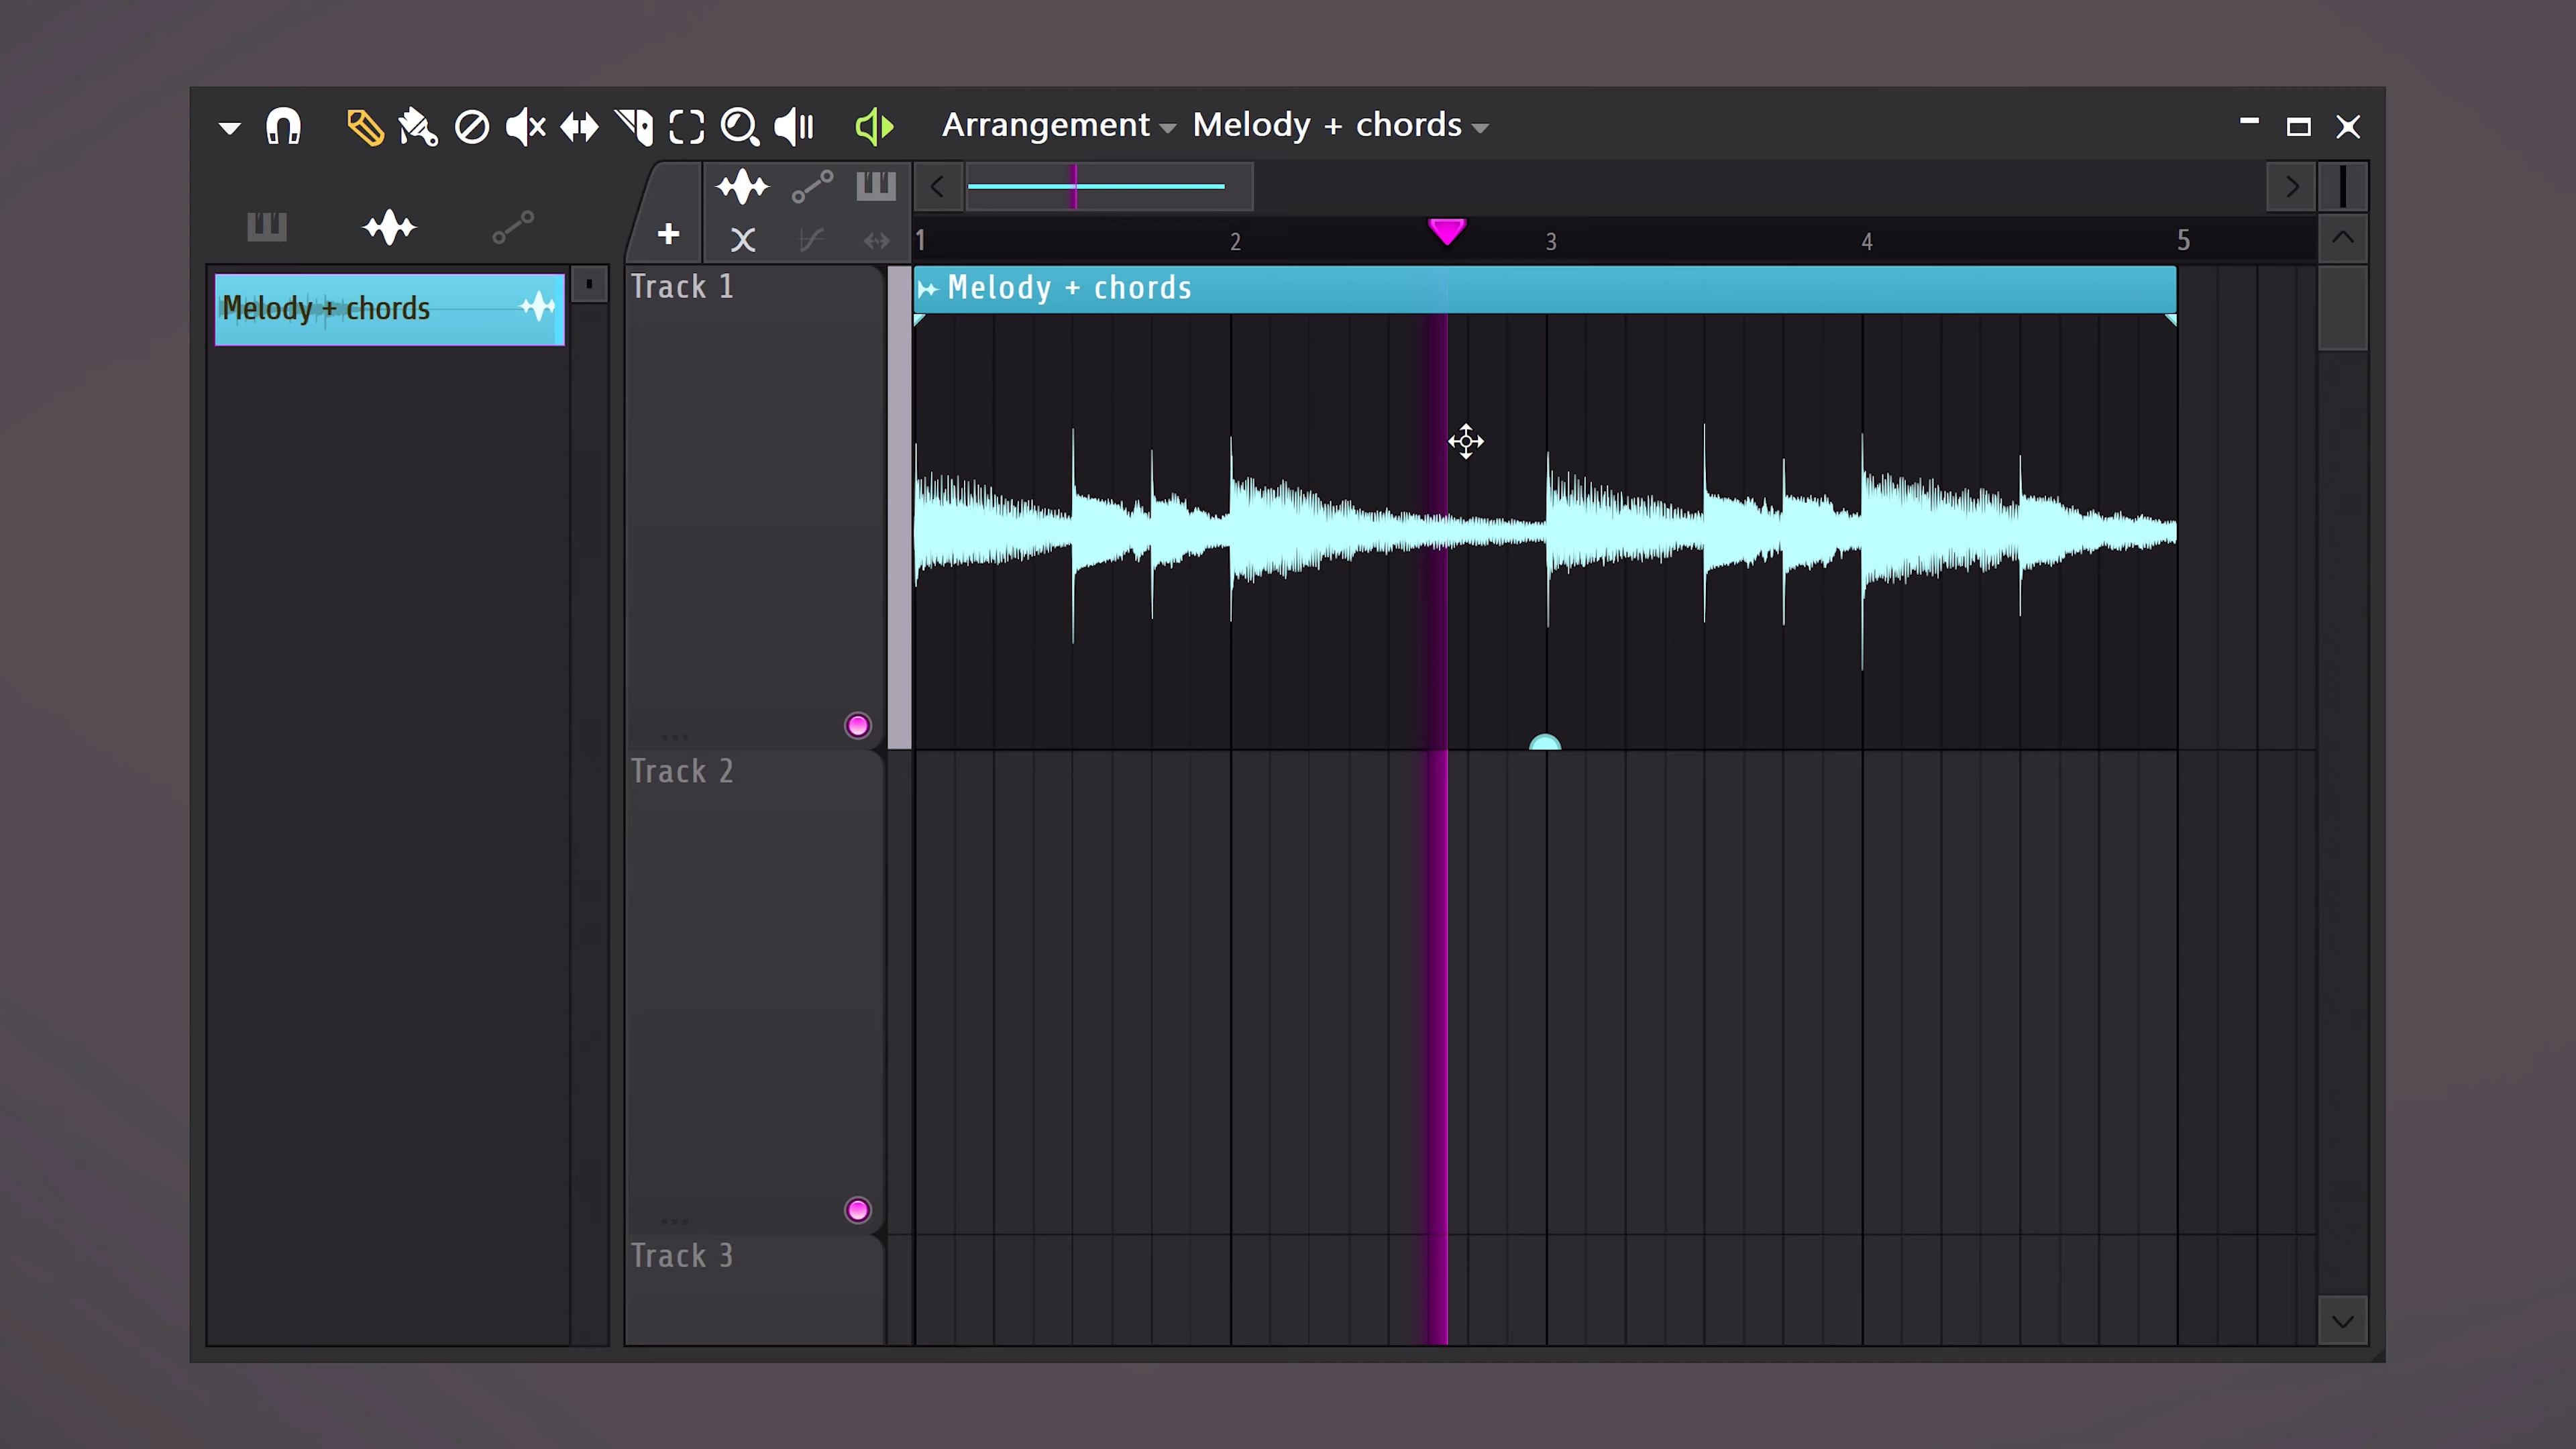 Arrangement Melody + chords
1 2 3 4 5
Melody + chords
Track 1
Melody + chords
Track 2
Track 3